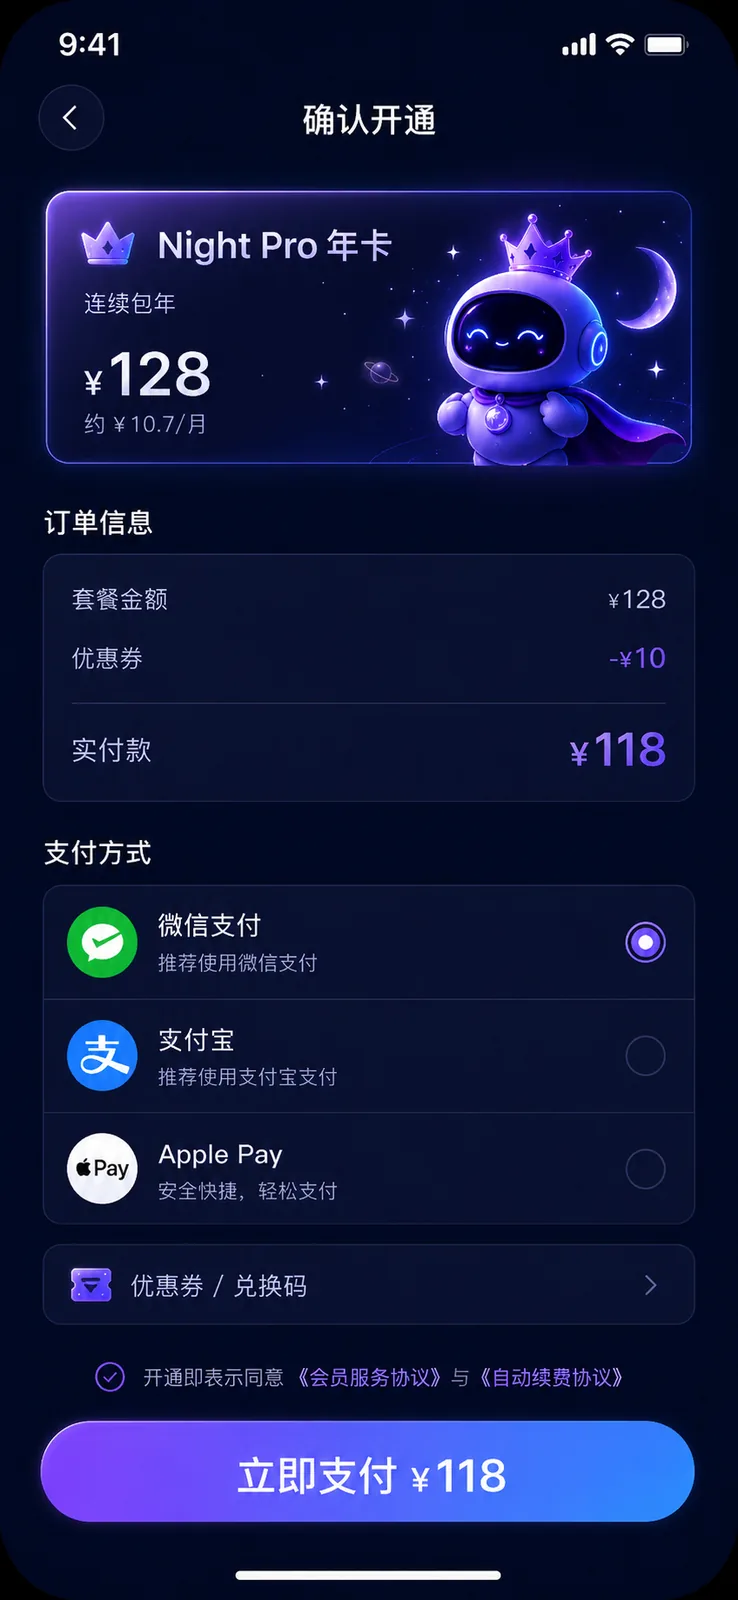 9:41
确认开通
Night Pro 年卡
连续包年
¥128
约 ¥10.7/月
订单信息
套餐金额 ¥128
优惠券 -¥10
实付款 ¥118
支付方式
微信支付
推荐使用微信支付
支
支付宝
推荐使用支付宝支付
Pay
Apple Pay
安全快捷，轻松支付
优惠券 / 兑换码
开通即表示同意《会员服务协议》与《自动续费协议》
立即支付 ¥118